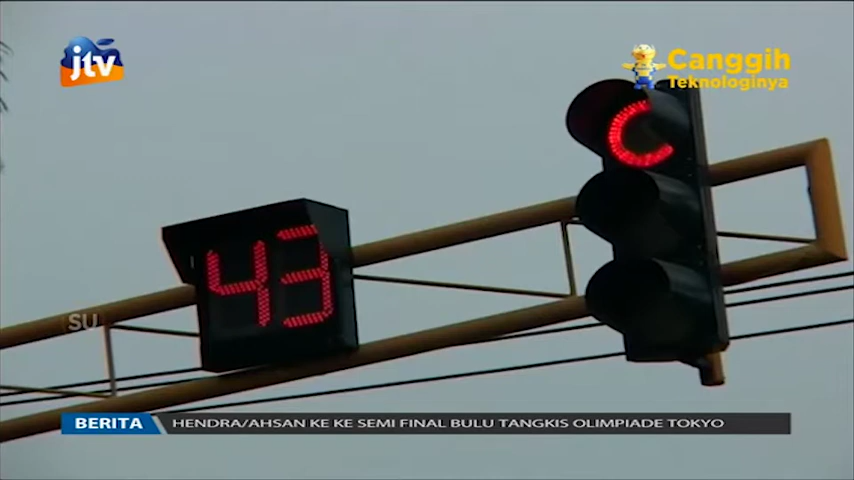 jtv
Canggih
Teknologinya
43
SU
BERITA
HENDRA/AHSAN KE KE SEMI FINAL BULU TANGKIS OLIMPIADE TOKYO